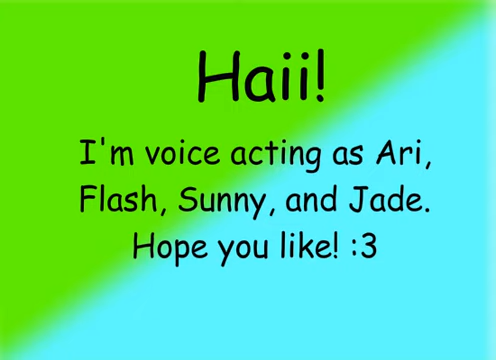 Haii!
I'm voice acting as Ari,
Flash, Sunny, and Jade.
Hope you like! :3